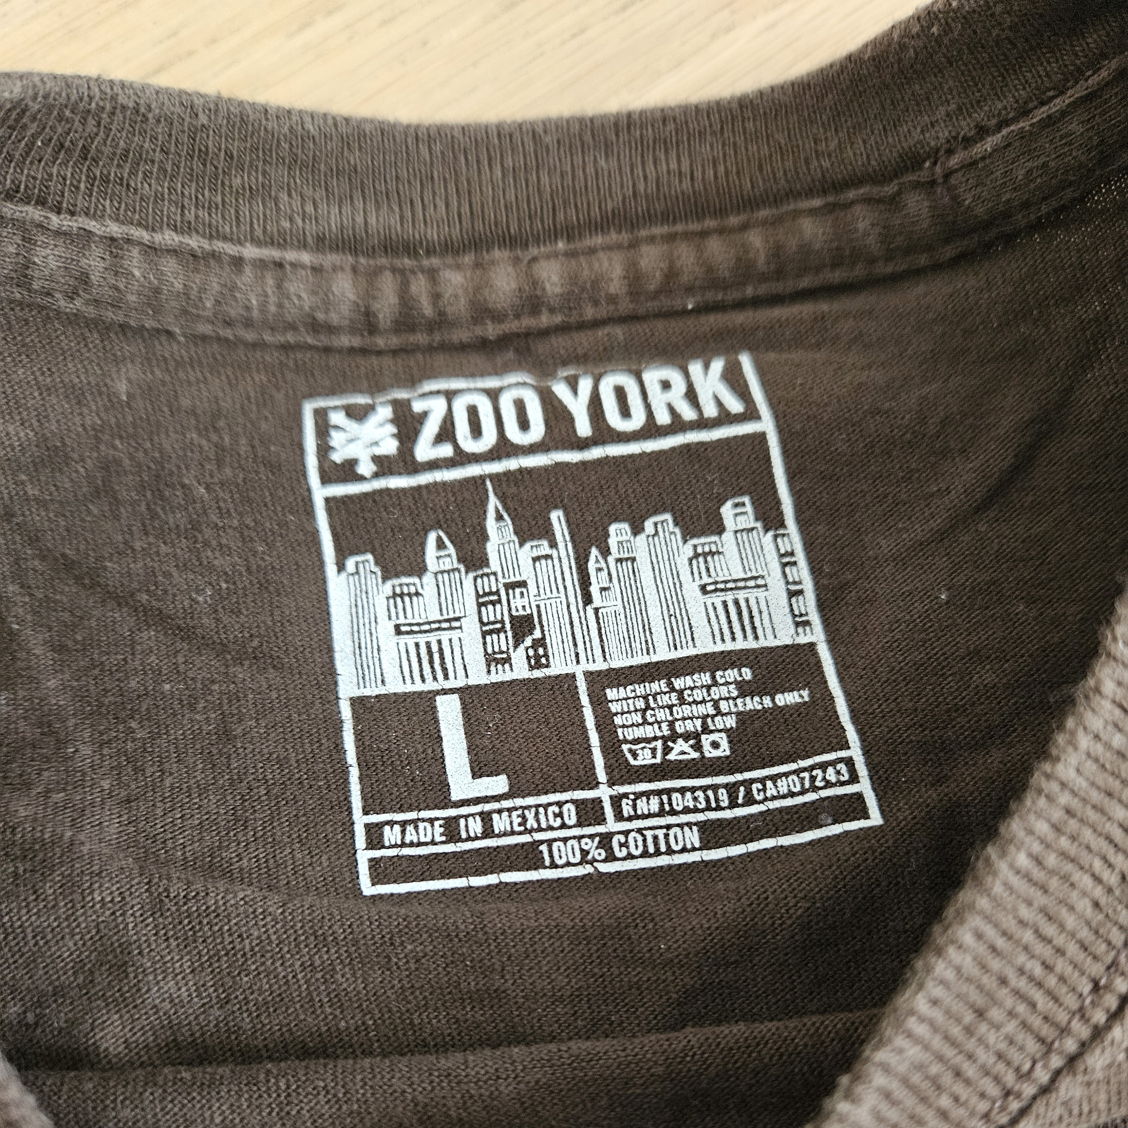 ZOO YORK
L
MACHINE WASH COLD
WITH LIKE COLORS
NON CHLORINE BLEACH ONLY
TUMBLE DRY LOW
30
MADE IN MEXICO
RN#104319 / CA#07243
100% COTTON